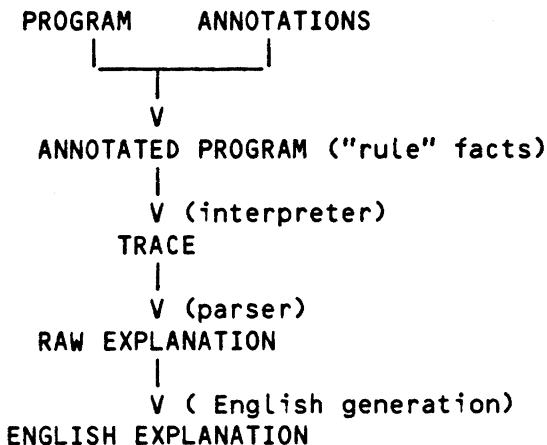 PROGRAM ANNOTATIONS
V
ANNOTATED PROGRAM ("rule" facts)
V (interpreter)
TRACE
V (parser)
RAW EXPLANATION
V ( English generation)
ENGLISH EXPLANATION